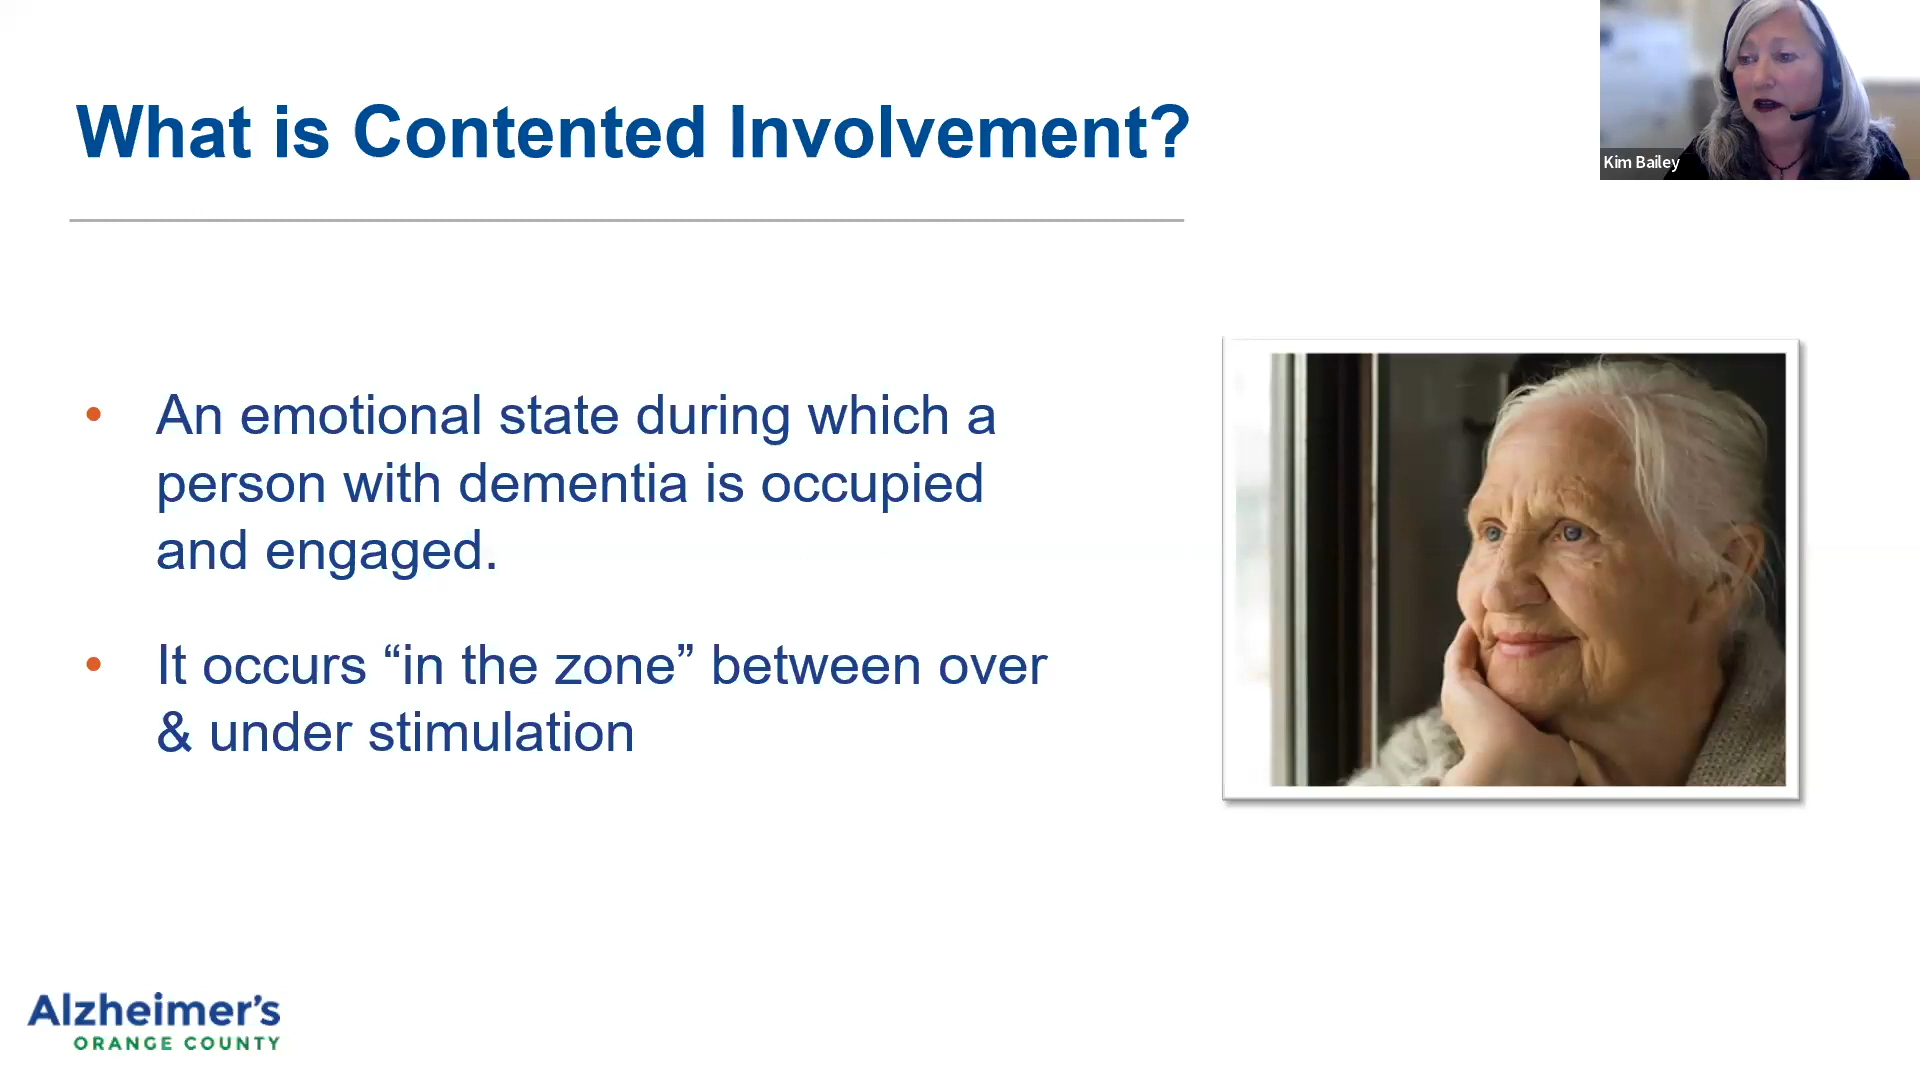 What is Contented Involvement?
Kim Bailey
• An emotional state during which a
person with dementia is occupied
and engaged.
• It occurs “in the zone” between over
& under stimulation
Alzheimer’s
ORANGE COUNTY